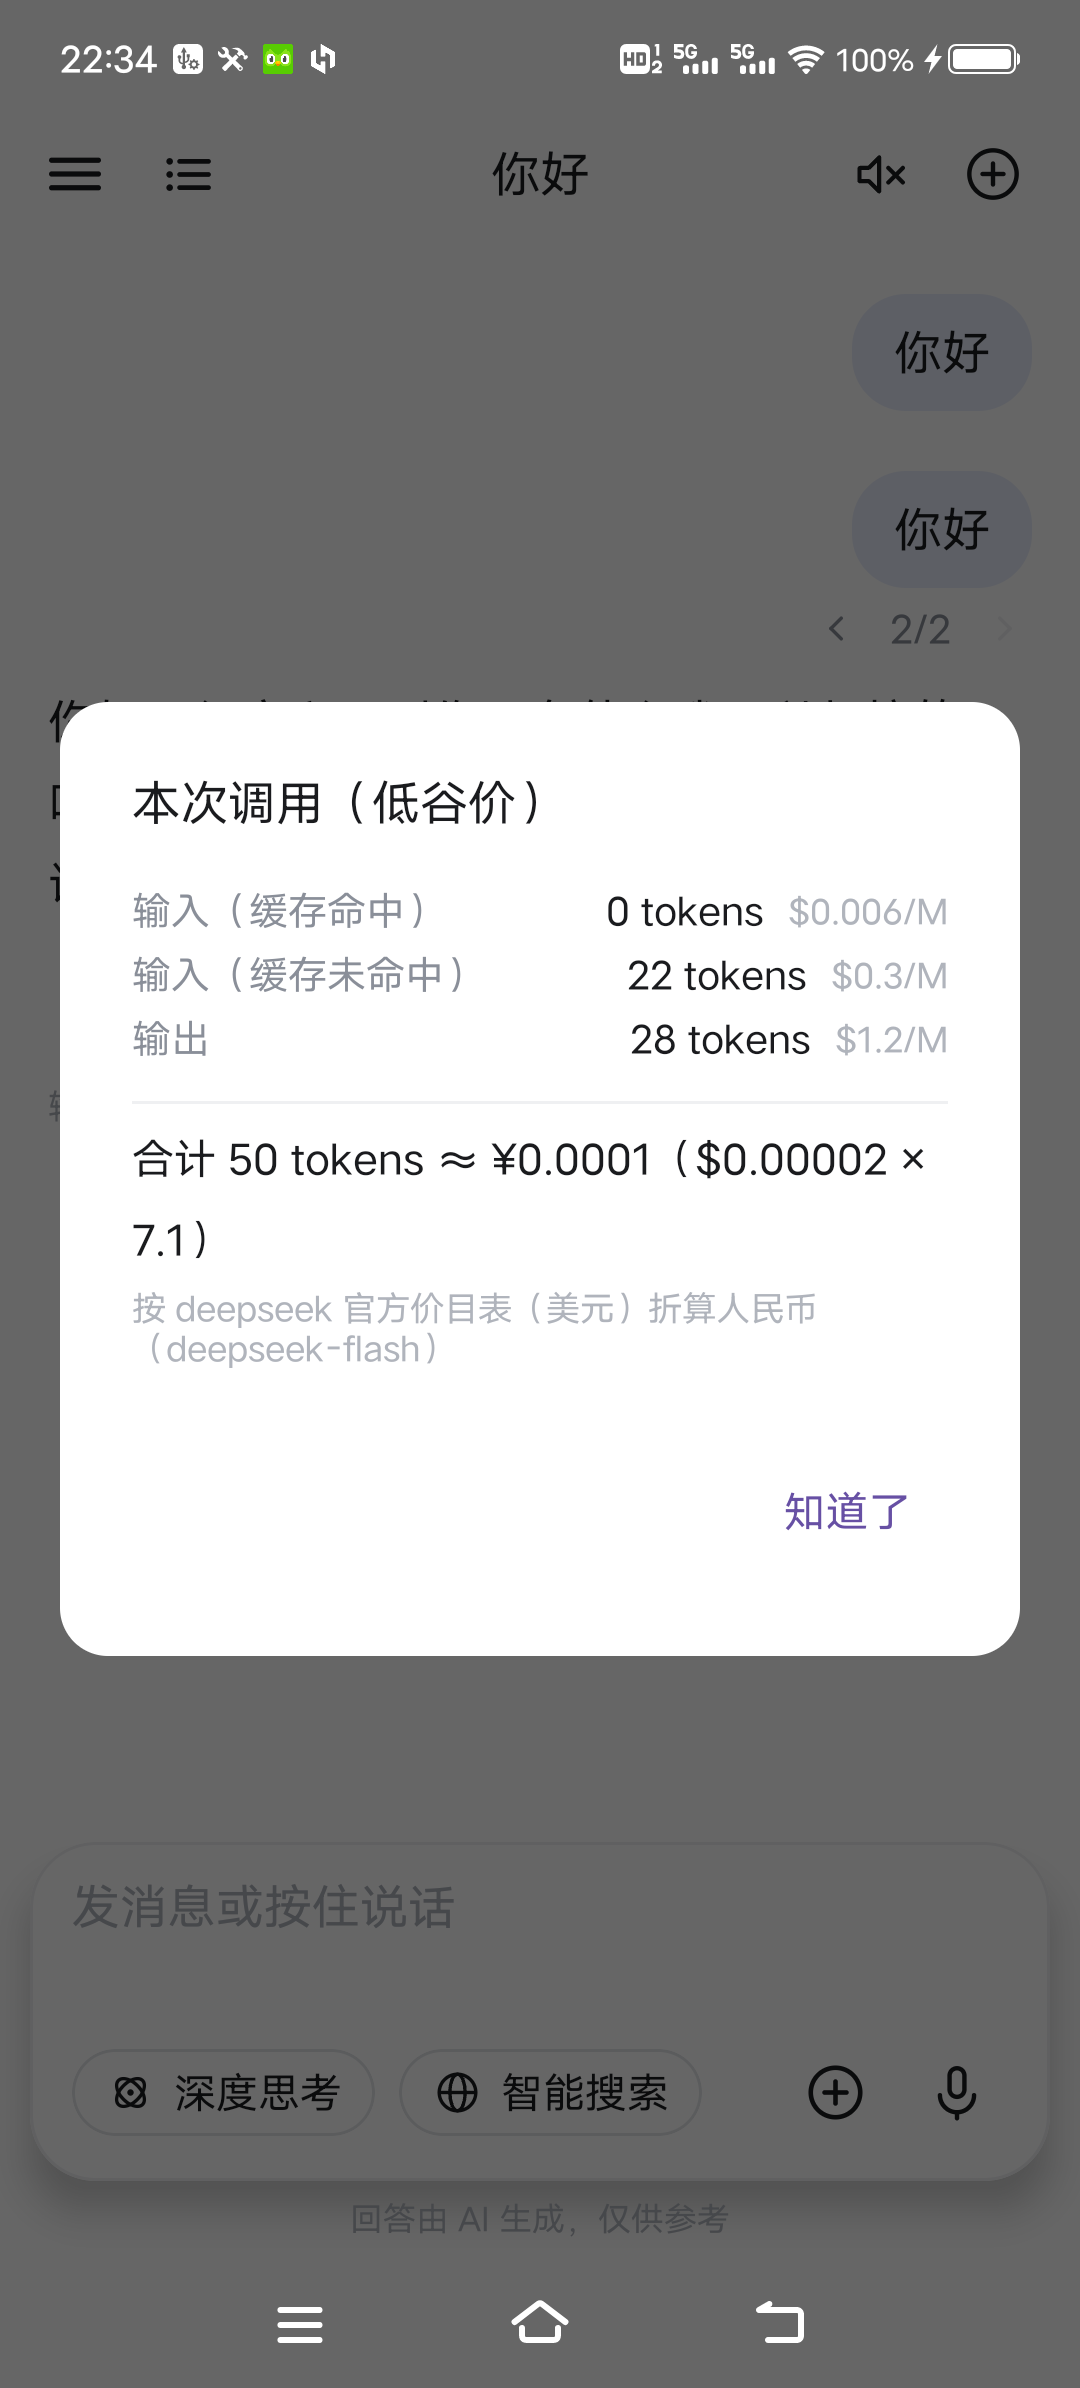 22:34
HD 1 2 5G 5G 100%
你好
你好
你好
2/2
本次调用（低谷价）
输入（缓存命中） 0 tokens $0.006/M
输入（缓存未命中） 22 tokens $0.3/M
输出 28 tokens $1.2/M
合计 50 tokens ≈ ¥0.0001（$0.00002 ×
7.1）
按 deepseek 官方价目表（美元）折算人民币
（deepseek-flash）
知道了
发消息或按住说话
深度思考 智能搜索
回答由 AI 生成，仅供参考